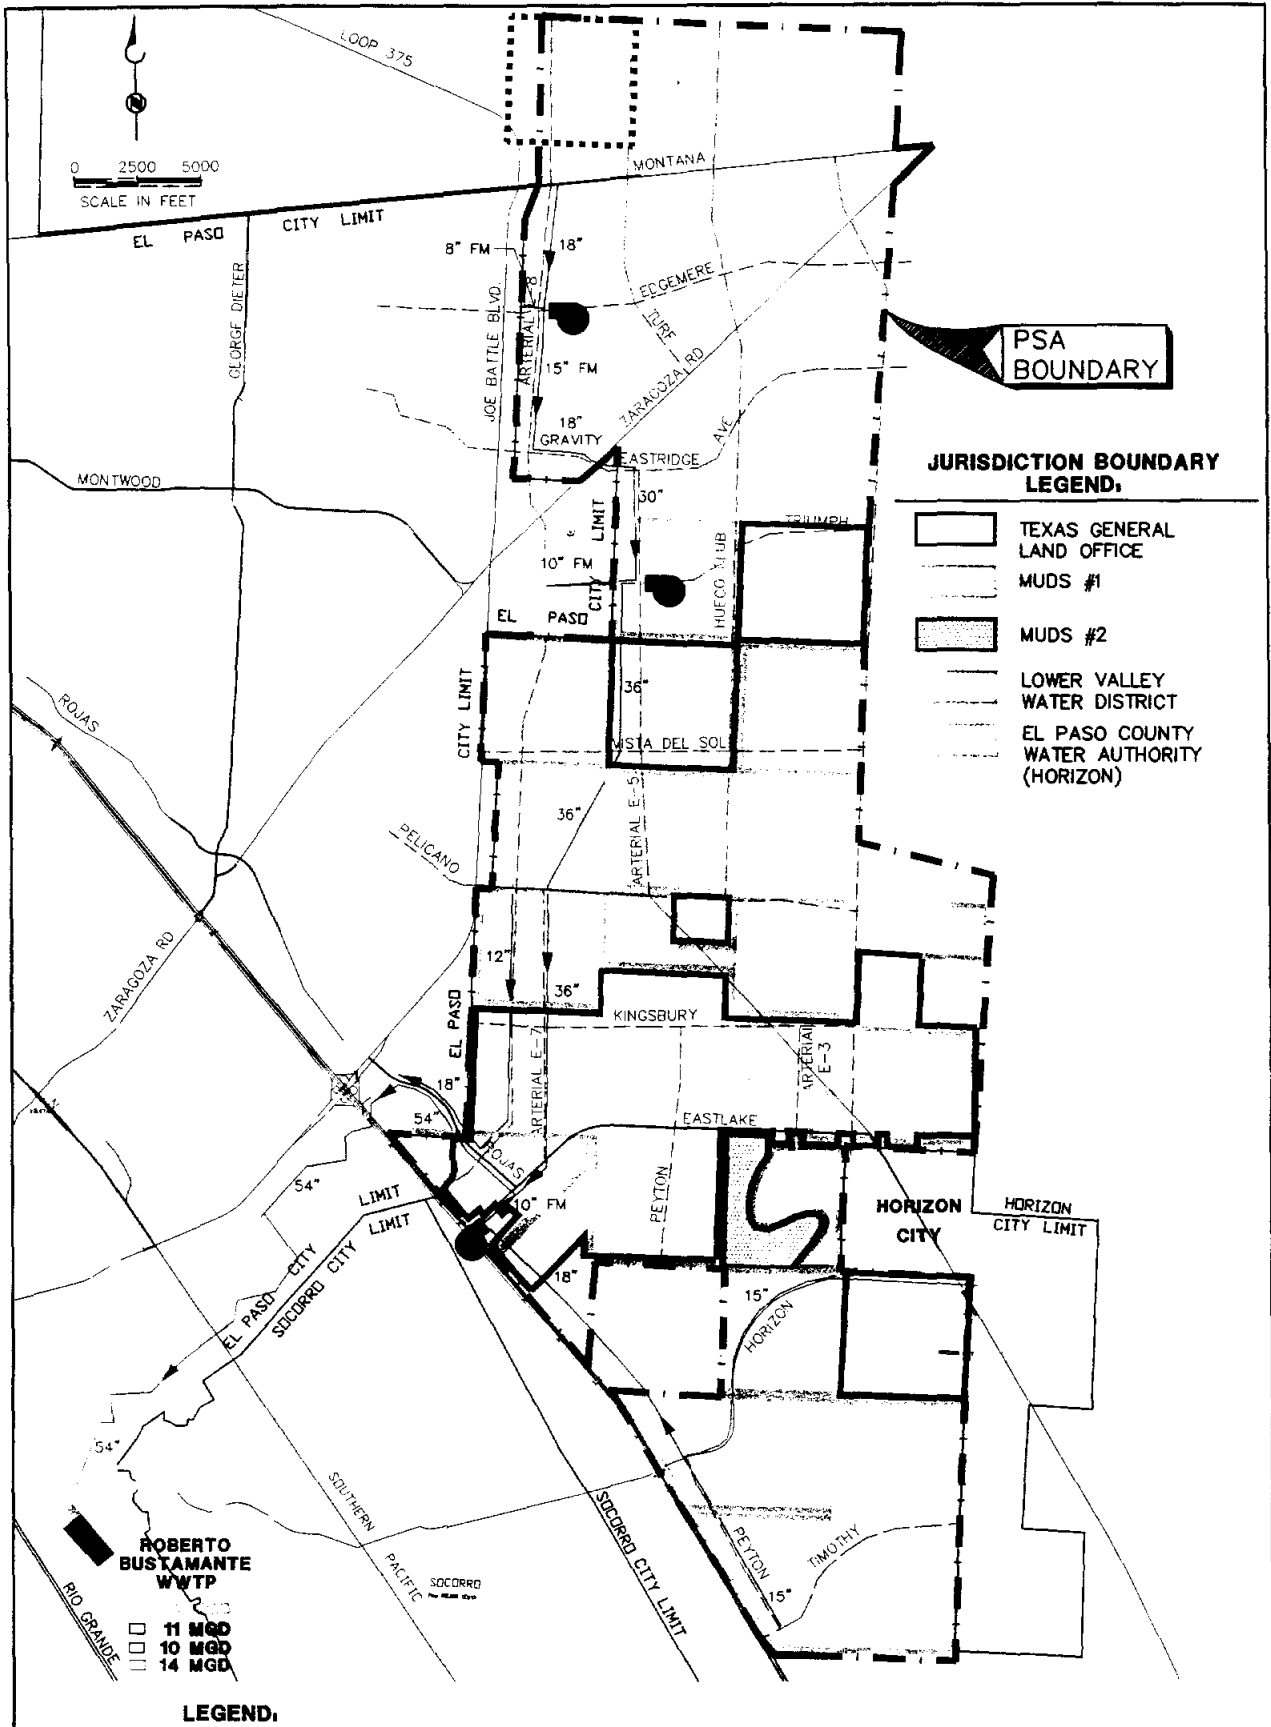 LOOP 375
0 2500 5000
SCALE IN FEET
MONTANA
EL PASO CITY LIMIT
8" FM
18"
GEORGE DIETER
JOE BATTLE BLVD.
EDGEMERE
TURF
15" FM
ZARAGOZA RD
PSA
BOUNDARY
18"
GRAVITY
AVE
EASTRIDGE
MONTWOOD
30"
CITY LIMIT
TRIUMPH
10" FM
HUECO
EL PASO
JURISDICTION BOUNDARY
LEGEND:
TEXAS GENERAL
LAND OFFICE
MUDS #1
MUDS #2
LOWER VALLEY
WATER DISTRICT
EL PASO COUNTY
WATER AUTHORITY
(HORIZON)
36"
CITY LIMIT
ROJAS
VISTA DEL SOL
36"
ARTERIAL E-5
PELICANO
12"
36"
ZARAGOZA RD
EL PASO
KINGSBURY
ARTERIAL E-7
ARTERIAL
E-3
18"
54"
EASTLAKE
ROJAS
PEYTON
54"
LIMIT
LIMIT
10" FM
HORIZON
CITY
HORIZON
CITY LIMIT
EL PASO CITY
SOCORRO CITY
18"
15"
HORIZON
54"
SOUTHERN
PACIFIC
SOCORRO CITY LIMIT
PEYTON
TIMOTHY
15"
ROBERTO
BUSTAMANTE
WWTP
SOCORRO
RIO GRANDE
11 MGD
10 MGD
14 MGD
LEGEND: